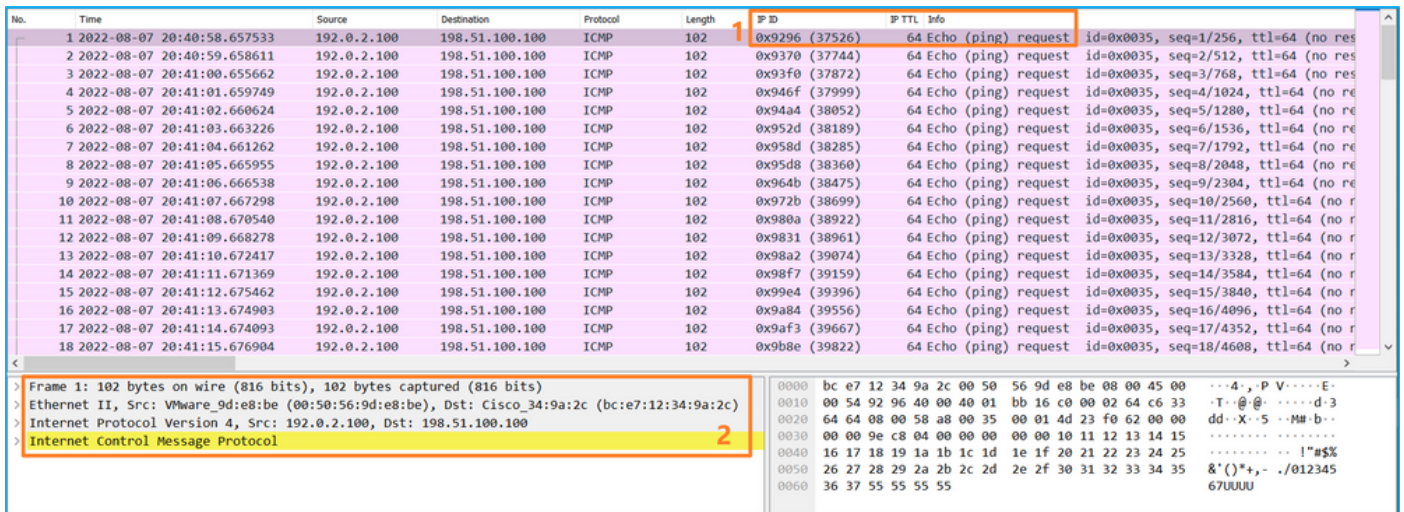 No. Time Source Destination Protocol Length IP ID IP TTL Info
1 2022-08-07 20:40:58.657533 192.0.2.100 198.51.100.100 ICMP 102 1 0x9296 (37526) 64 Echo (ping) request id=0x0035, seq=1/256, ttl=64 (no res
2 2022-08-07 20:40:59.658611 192.0.2.100 198.51.100.100 ICMP 102 0x9370 (37744) 64 Echo (ping) request id=0x0035, seq=2/512, ttl=64 (no res
3 2022-08-07 20:41:00.655662 192.0.2.100 198.51.100.100 ICMP 102 0x93f0 (37872) 64 Echo (ping) request id=0x0035, seq=3/768, ttl=64 (no res
4 2022-08-07 20:41:01.659749 192.0.2.100 198.51.100.100 ICMP 102 0x946f (37999) 64 Echo (ping) request id=0x0035, seq=4/1024, ttl=64 (no re
5 2022-08-07 20:41:02.660624 192.0.2.100 198.51.100.100 ICMP 102 0x94a4 (38052) 64 Echo (ping) request id=0x0035, seq=5/1280, ttl=64 (no re
6 2022-08-07 20:41:03.663226 192.0.2.100 198.51.100.100 ICMP 102 0x952d (38189) 64 Echo (ping) request id=0x0035, seq=6/1536, ttl=64 (no re
7 2022-08-07 20:41:04.661262 192.0.2.100 198.51.100.100 ICMP 102 0x958d (38285) 64 Echo (ping) request id=0x0035, seq=7/1792, ttl=64 (no re
8 2022-08-07 20:41:05.665955 192.0.2.100 198.51.100.100 ICMP 102 0x95d8 (38360) 64 Echo (ping) request id=0x0035, seq=8/2048, ttl=64 (no re
9 2022-08-07 20:41:06.666538 192.0.2.100 198.51.100.100 ICMP 102 0x964b (38475) 64 Echo (ping) request id=0x0035, seq=9/2304, ttl=64 (no re
10 2022-08-07 20:41:07.667298 192.0.2.100 198.51.100.100 ICMP 102 0x972b (38699) 64 Echo (ping) request id=0x0035, seq=10/2560, ttl=64 (no r
11 2022-08-07 20:41:08.670540 192.0.2.100 198.51.100.100 ICMP 102 0x980a (38922) 64 Echo (ping) request id=0x0035, seq=11/2816, ttl=64 (no r
12 2022-08-07 20:41:09.668278 192.0.2.100 198.51.100.100 ICMP 102 0x9831 (38961) 64 Echo (ping) request id=0x0035, seq=12/3072, ttl=64 (no r
13 2022-08-07 20:41:10.672417 192.0.2.100 198.51.100.100 ICMP 102 0x98a2 (39074) 64 Echo (ping) request id=0x0035, seq=13/3328, ttl=64 (no r
14 2022-08-07 20:41:11.671369 192.0.2.100 198.51.100.100 ICMP 102 0x98f7 (39159) 64 Echo (ping) request id=0x0035, seq=14/3584, ttl=64 (no r
15 2022-08-07 20:41:12.675462 192.0.2.100 198.51.100.100 ICMP 102 0x99e4 (39396) 64 Echo (ping) request id=0x0035, seq=15/3840, ttl=64 (no r
16 2022-08-07 20:41:13.674903 192.0.2.100 198.51.100.100 ICMP 102 0x9a84 (39556) 64 Echo (ping) request id=0x0035, seq=16/4096, ttl=64 (no r
17 2022-08-07 20:41:14.674093 192.0.2.100 198.51.100.100 ICMP 102 0x9af3 (39667) 64 Echo (ping) request id=0x0035, seq=17/4352, ttl=64 (no r
18 2022-08-07 20:41:15.676904 192.0.2.100 198.51.100.100 ICMP 102 0x9b8e (39822) 64 Echo (ping) request id=0x0035, seq=18/4608, ttl=64 (no r
Frame 1: 102 bytes on wire (816 bits), 102 bytes captured (816 bits)
Ethernet II, Src: VMware_9d:e8:be (00:50:56:9d:e8:be), Dst: Cisco_34:9a:2c (bc:e7:12:34:9a:2c)
Internet Protocol Version 4, Src: 192.0.2.100, Dst: 198.51.100.100
Internet Control Message Protocol
2
0000 bc e7 12 34 9a 2c 00 50 56 9d e8 be 08 00 45 00 ···4·,·P V·····E·
0010 00 54 92 96 40 00 40 01 bb 16 c0 00 02 64 c6 33 ·T··@·@· ·····d·3
0020 64 64 08 00 58 a8 00 35 00 01 4d 23 f0 62 00 00 dd··X··5 ··M#·b··
0030 00 00 9e c8 04 00 00 00 00 00 10 11 12 13 14 15 ········ ········
0040 16 17 18 19 1a 1b 1c 1d 1e 1f 20 21 22 23 24 25 ········ ·· !"#$%
0050 26 27 28 29 2a 2b 2c 2d 2e 2f 30 31 32 33 34 35 &'()*+,- ./012345
0060 36 37 55 55 55 55 67UUUU